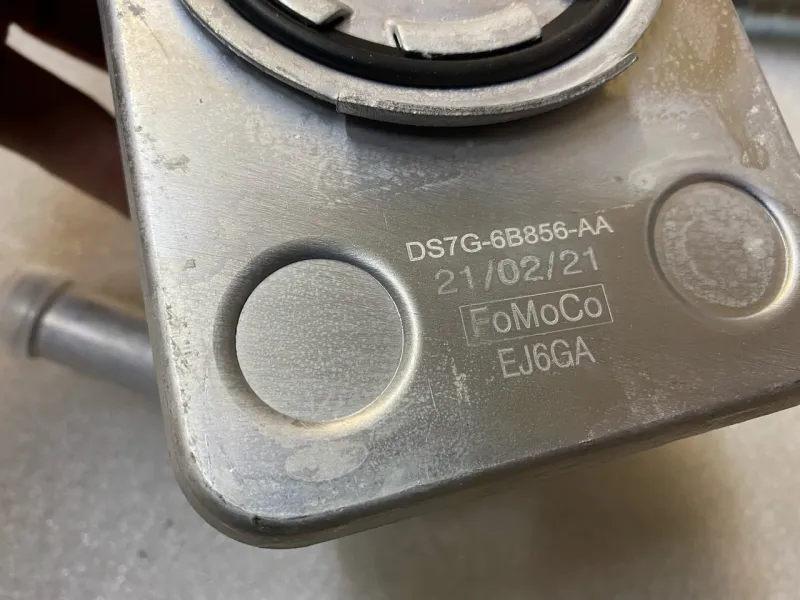 DS7G-6B856-AA
21/02/21
FoMoCo
EJ6GA